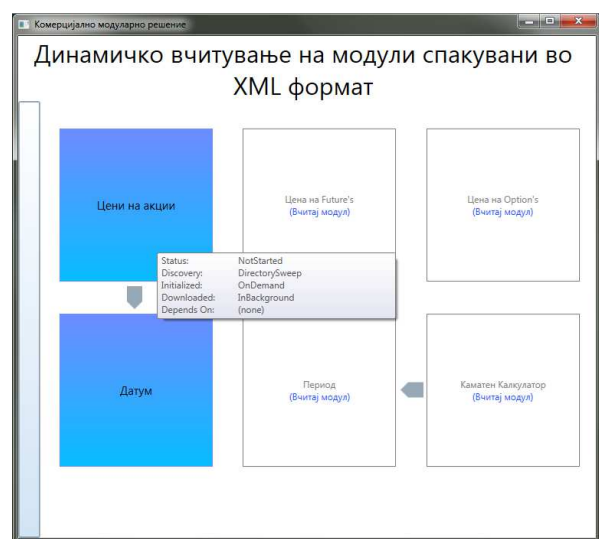 Комерцијално модуларно решение
Динамичко вчитување на модули спакувани во
XML формат
Цени на акции
Цена на Future's
(Вчитај модул)
Цена на Option's
(Вчитај модул)
Status: NotStarted
Discovery: DirectorySweep
Initialized: OnDemand
Downloaded: InBackground
Depends On: (none)
Датум
Период
(Вчитај модул)
Каматен Калкулатор
(Вчитај модул)